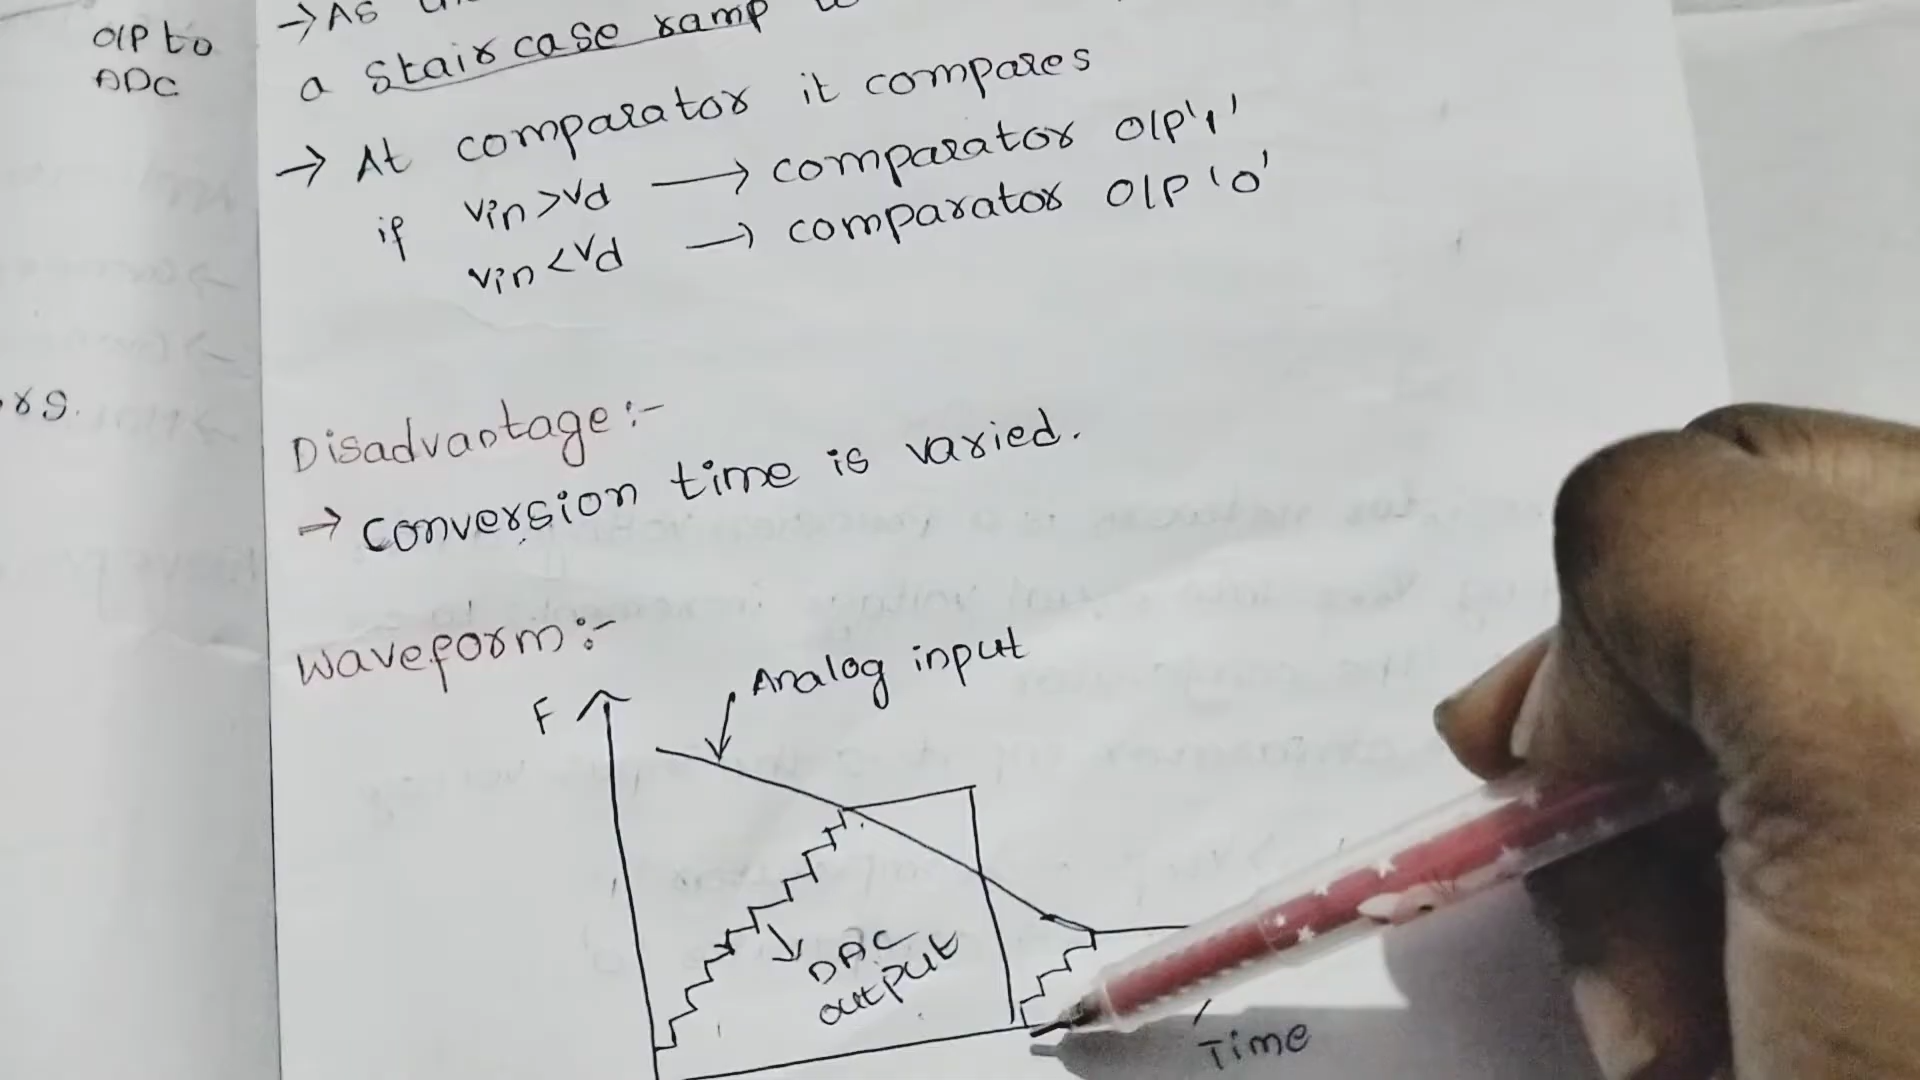 O/P to
ADC
→ As
a staircase ramp
→ At comparator it compares
if Vin > Vd → comparator O/P '1'
Vin < Vd → comparator O/P '0'
Disadvantage :-
→ Conversion time is varied.
Waveform :-
F
Analog input
DAC
output
Time